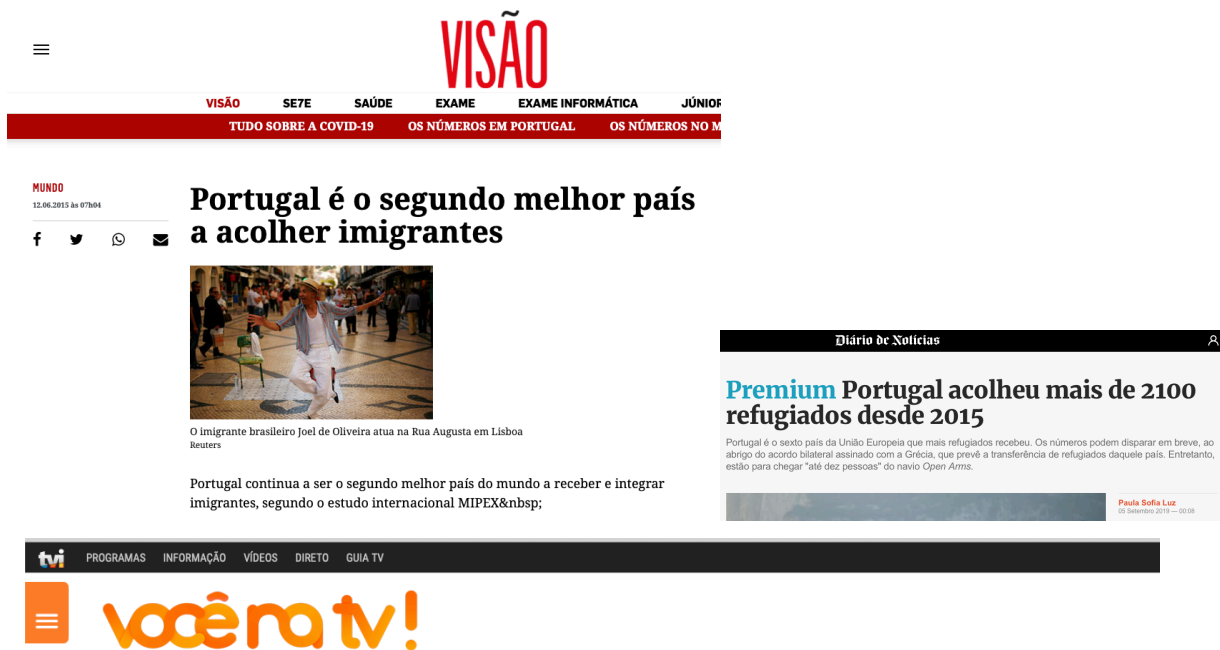 VISÃO
VISÃO SE7E SAÚDE EXAME EXAME INFORMÁTICA JÚNIOR
TUDO SOBRE A COVID-19 OS NÚMEROS EM PORTUGAL OS NÚMEROS NO M
MUNDO
12.06.2015 às 07h04
Portugal é o segundo melhor país
a acolher imigrantes
O imigrante brasileiro Joel de Oliveira atua na Rua Augusta em Lisboa
Reuters
Portugal continua a ser o segundo melhor país do mundo a receber e integrar
imigrantes, segundo o estudo internacional MIPEX&nbsp;
Diário de Notícias
Premium Portugal acolheu mais de 2100
refugiados desde 2015
Portugal é o sexto país da União Europeia que mais refugiados recebeu. Os números podem disparar em breve, ao
abrigo do acordo bilateral assinado com a Grécia, que prevê a transferência de refugiados daquele país. Entretanto,
estão para chegar "até dez pessoas" do navio Open Arms.
Paula Sofia Luz
05 Setembro 2019 — 00:06
tvi PROGRAMAS INFORMAÇÃO VÍDEOS DIRETO GUIA TV
você na tv!